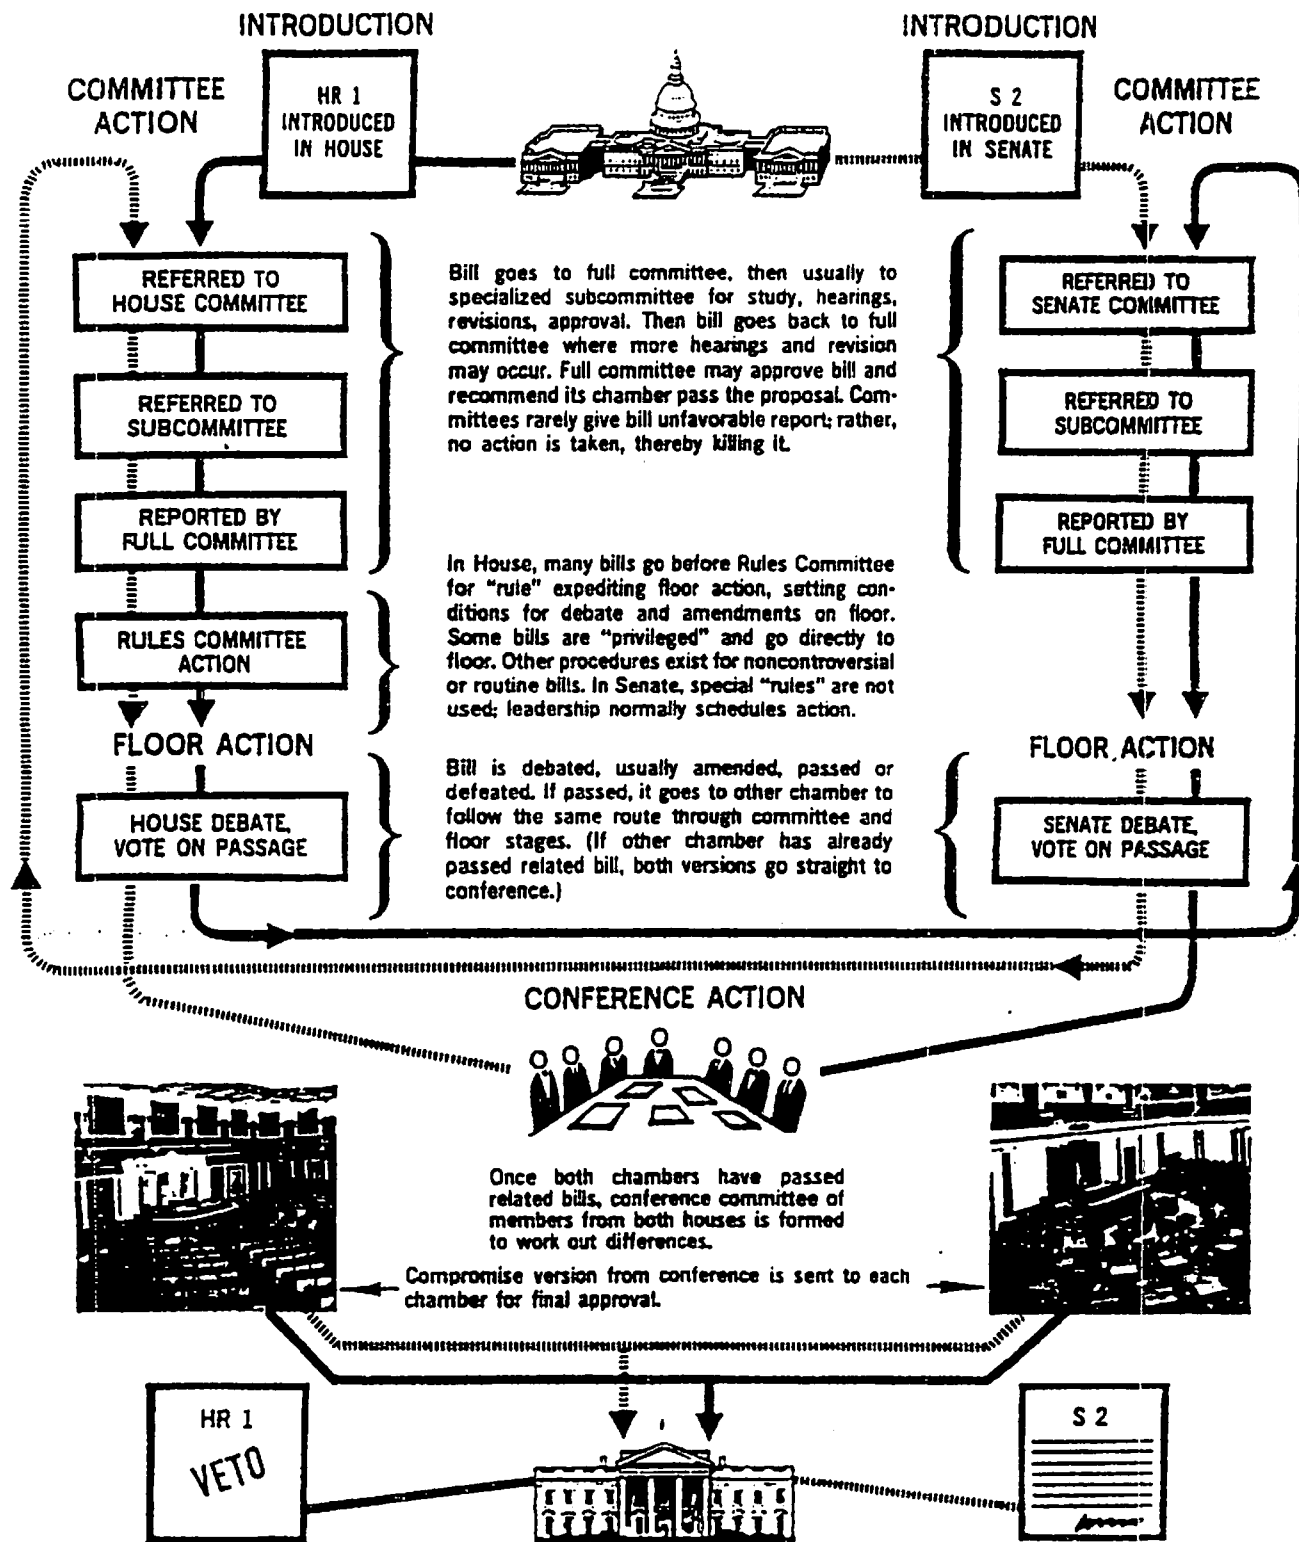 INTRODUCTION
INTRODUCTION
COMMITTEE
ACTION
HR 1
INTRODUCED
IN HOUSE
S 2
INTRODUCED
IN SENATE
COMMITTEE
ACTION
REFERRED TO
HOUSE COMMITTEE
REFERRED TO
SUBCOMMITTEE
REPORTED BY
FULL COMMITTEE
RULES COMMITTEE
ACTION
FLOOR ACTION
HOUSE DEBATE,
VOTE ON PASSAGE
Bill goes to full committee, then usually to
specialized subcommittee for study, hearings,
revisions, approval. Then bill goes back to full
committee where more hearings and revision
may occur. Full committee may approve bill and
recommend its chamber pass the proposal. Com-
mittees rarely give bill unfavorable report; rather,
no action is taken, thereby killing it.
In House, many bills go before Rules Committee
for "rule" expediting floor action, setting con-
ditions for debate and amendments on floor.
Some bills are "privileged" and go directly to
floor. Other procedures exist for noncontroversial
or routine bills. In Senate, special "rules" are not
used; leadership normally schedules action.
Bill is debated, usually amended, passed or
defeated. If passed, it goes to other chamber to
follow the same route through committee and
floor stages. (If other chamber has already
passed related bill, both versions go straight to
conference.)
REFERRED TO
SENATE COMMITTEE
REFERRED TO
SUBCOMMITTEE
REPORTED BY
FULL COMMITTEE
FLOOR ACTION
SENATE DEBATE,
VOTE ON PASSAGE
CONFERENCE ACTION
Once both chambers have passed
related bills, conference committee of
members from both houses is formed
to work out differences.
Compromise version from conference is sent to each
chamber for final approval.
HR 1
VETO
S 2